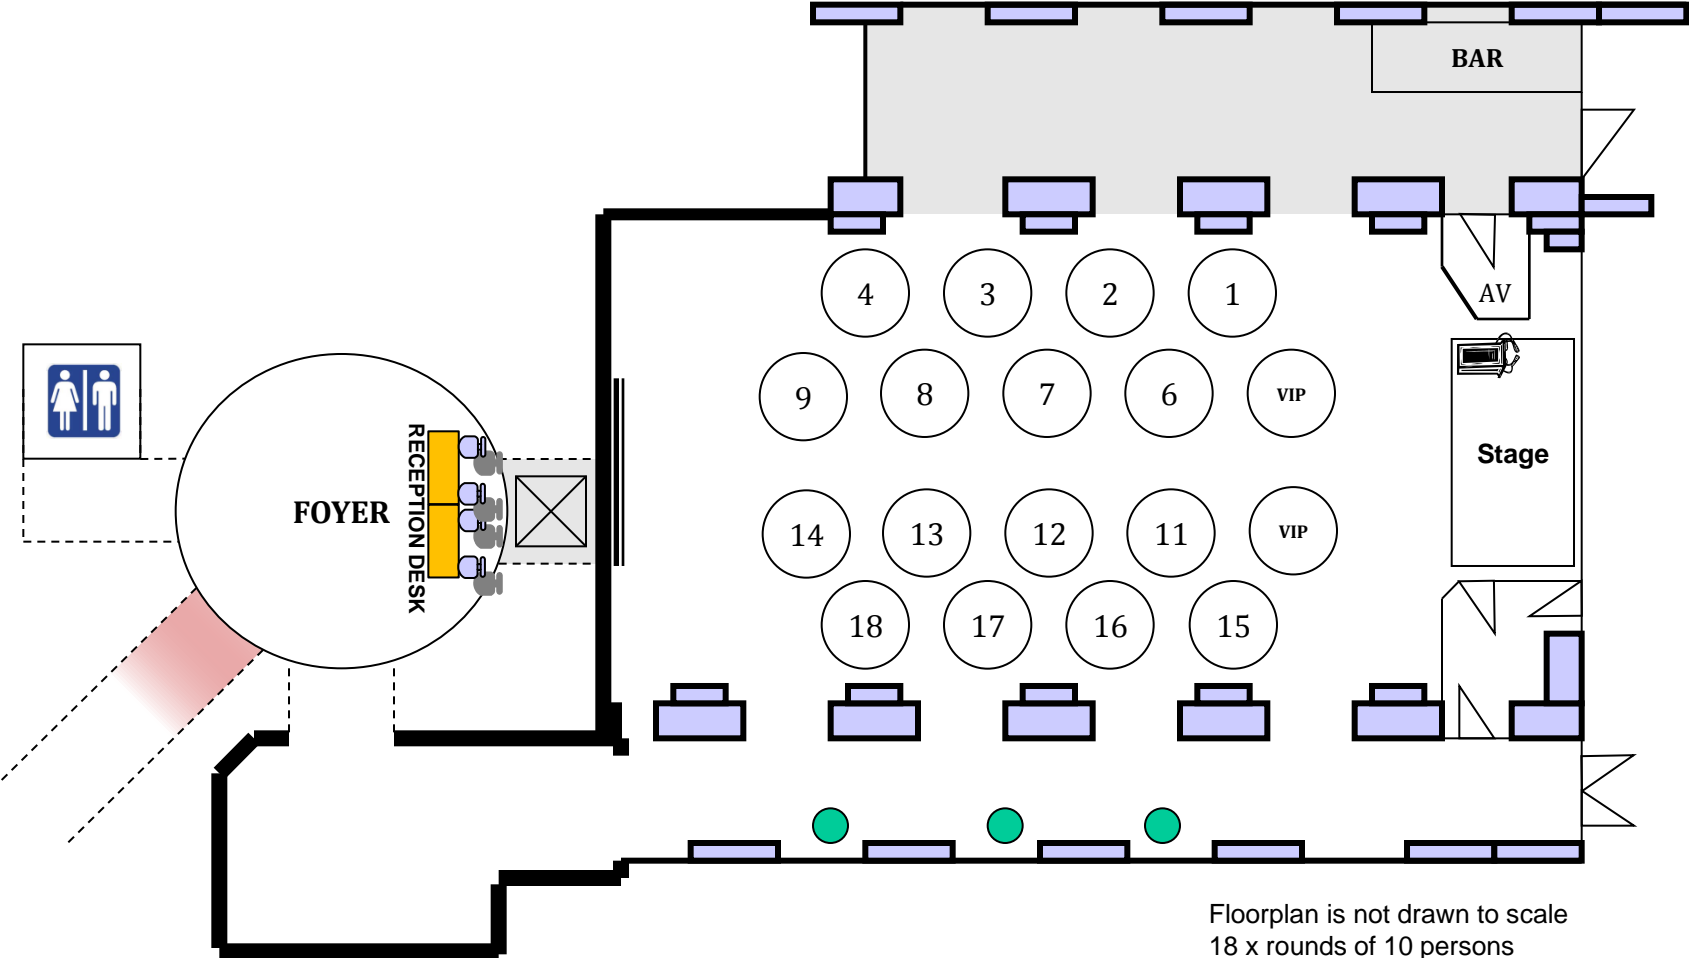 BAR
4
3
2
1
AV
9
8
7
6
VIP
Stage
FOYER
RECEPTION DESK
14
13
12
11
VIP
18
17
16
15
Floorplan is not drawn to scale
18 x rounds of 10 persons